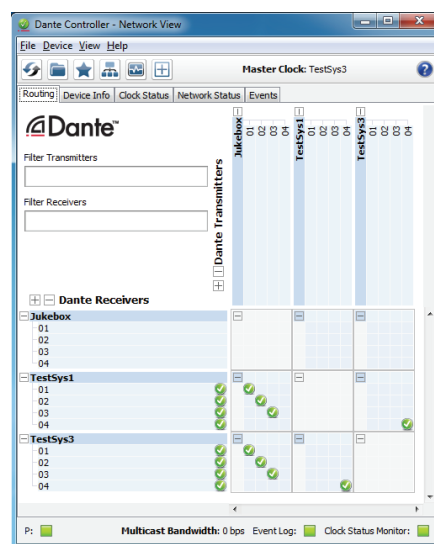 Dante Controller - Network View
File Device View Help
Master Clock: TestSys3
Routing Device Info Clock Status Network Status Events
Dante™
Filter Transmitters
Filter Receivers
Dante Transmitters
Jukebox
01
02
03
04
TestSys1
01
02
03
04
TestSys3
01
02
03
04
Dante Receivers
Jukebox
01
02
03
04
TestSys1
01
02
03
04
TestSys3
01
02
03
04
P: Multicast Bandwidth: 0 bps Event Log: Clock Status Monitor: